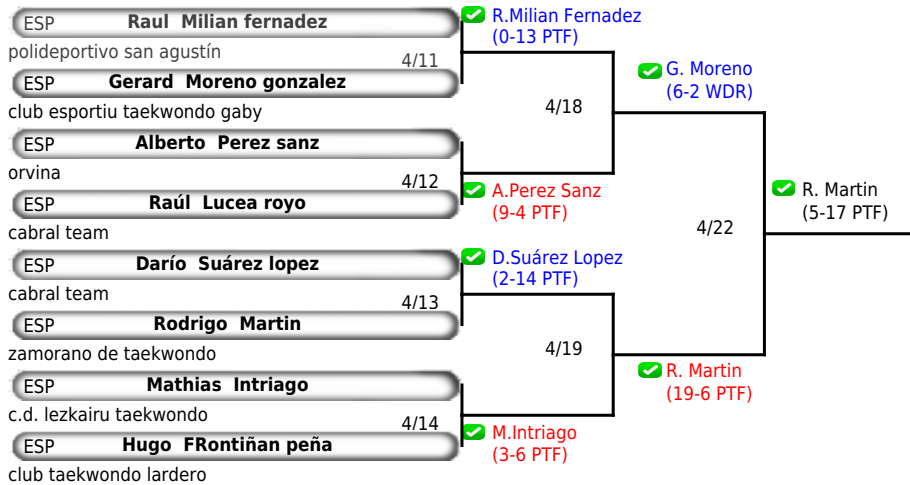 ESP Raul Milian fernadez
R.Milian Fernadez
(0-13 PTF)
polideportivo san agustín
4/11
G. Moreno
(6-2 WDR)
ESP Gerard Moreno gonzalez
club esportiu taekwondo gaby
4/18
ESP Alberto Perez sanz
orvina
4/12
A.Perez Sanz
(9-4 PTF)
R. Martin
(5-17 PTF)
ESP Raúl Lucea royo
cabral team
4/22
ESP Darío Suárez lopez
D.Suárez Lopez
(2-14 PTF)
cabral team
4/13
ESP Rodrigo Martin
zamorano de taekwondo
4/19
R. Martin
(19-6 PTF)
ESP Mathias Intriago
c.d. lezkairu taekwondo
4/14
M.Intriago
(3-6 PTF)
ESP Hugo FRontiñan peña
club taekwondo lardero